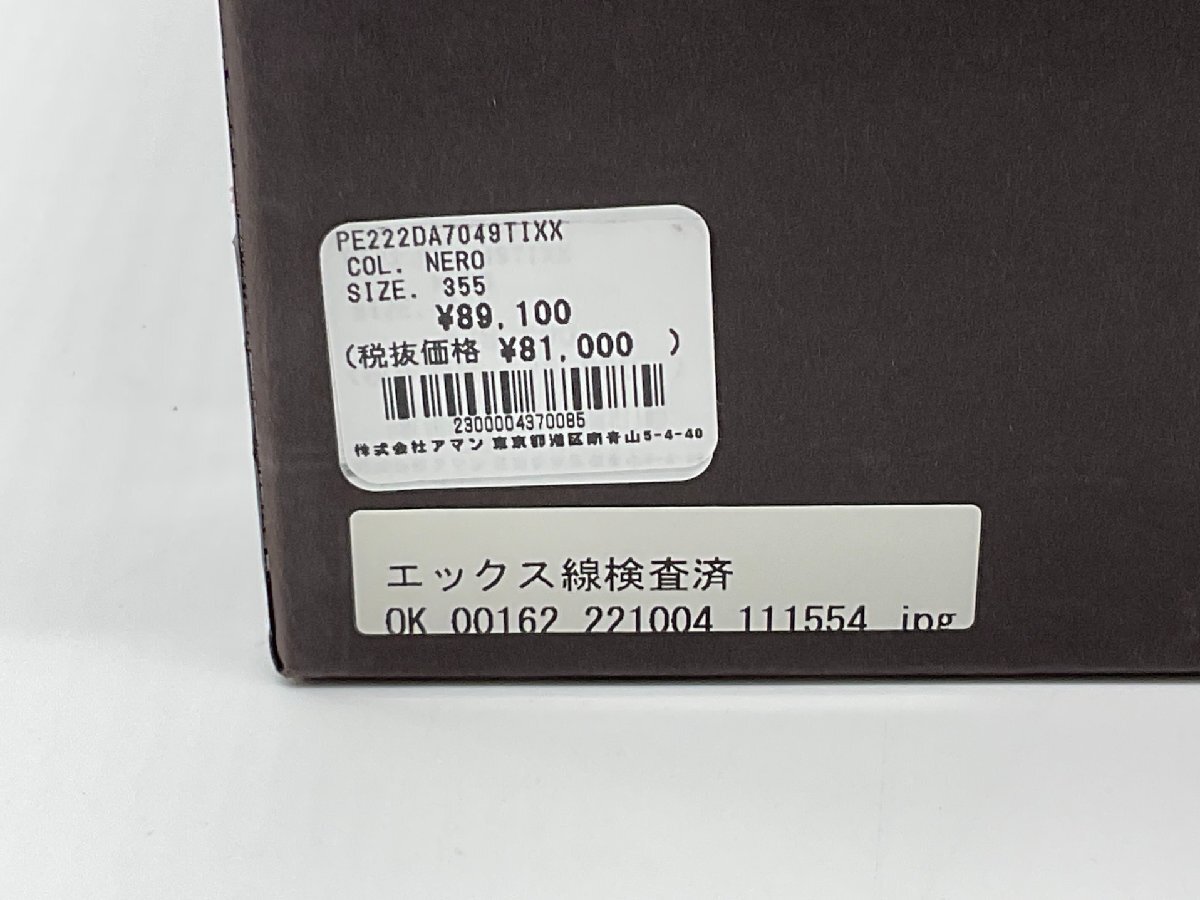 PE222DA7049TIXX
COL. NERO
SIZE. 355
¥89,100
(税抜価格 ¥81,000 )
2300004370085
株式会社アマン 東京都港区南青山5-4-40
エックス線検査済
OK 00162 221004 111554 .jpg